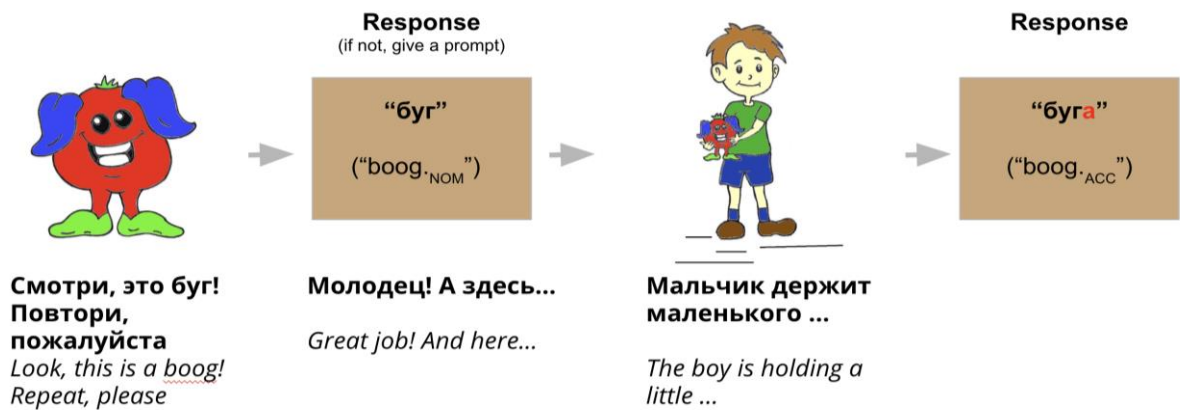 Response
(if not, give a prompt)
Response
“буг”
(“boog.NOM”)
“буга”
(“boog.ACC”)
Смотри, это буг!
Повтори,
пожалуйста
Look, this is a boog!
Repeat, please
Молодец! А здесь...
Great job! And here...
Мальчик держит
маленького ...
The boy is holding a
little ...